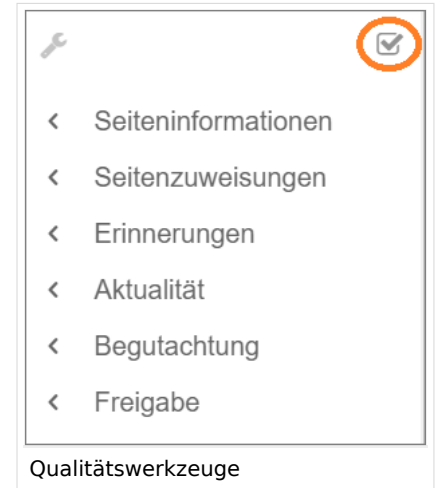 Seiteninformationen
Seitenzuweisungen
Erinnerungen
Aktualität
Begutachtung
Freigabe
Qualitätswerkzeuge